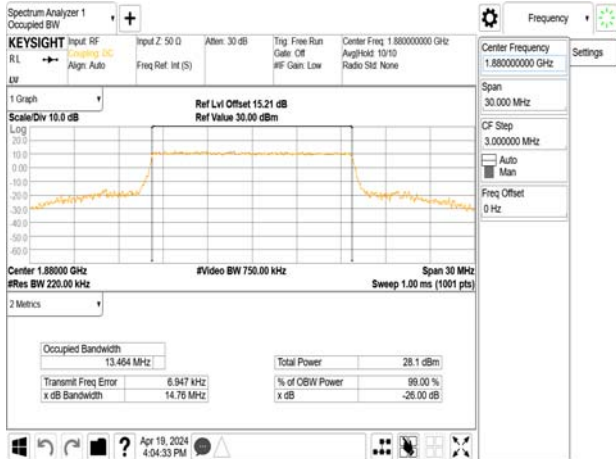 Spectrum Analyzer 1
Occupied BW
+
Frequency
KEYSIGHT Input: RF
RL
Coupling: DC
Align: Auto
Input Z: 50 Ω
Freq Ref: Int (S)
Atten: 30 dB
Trig: Free Run
Gate: Off
#IF Gain: Low
Center Freq: 1.880000000 GHz
Avg|Hold: 10/10
Radio Std: None
LW
Center Frequency
1.880000000 GHz
Settings
Span
30.000 MHz
CF Step
3.000000 MHz
Auto
Man
Freq Offset
0 Hz
1 Graph
Scale/Div 10.0 dB
Ref Lvl Offset 15.21 dB
Ref Value 30.00 dBm
Log
20.0
10.0
0.00
-10.0
-20.0
-30.0
-40.0
-50.0
-60.0
Center 1.88000 GHz
#Video BW 750.00 kHz
Span 30 MHz
#Res BW 220.00 kHz
Sweep 1.00 ms (1001 pts)
2 Metrics
Occupied Bandwidth
13.464 MHz
Total Power 28.1 dBm
Transmit Freq Error 6.947 kHz
% of OBW Power 99.00 %
x dB Bandwidth 14.76 MHz
x dB -26.00 dB
?
Apr 19, 2024
4:04:33 PM